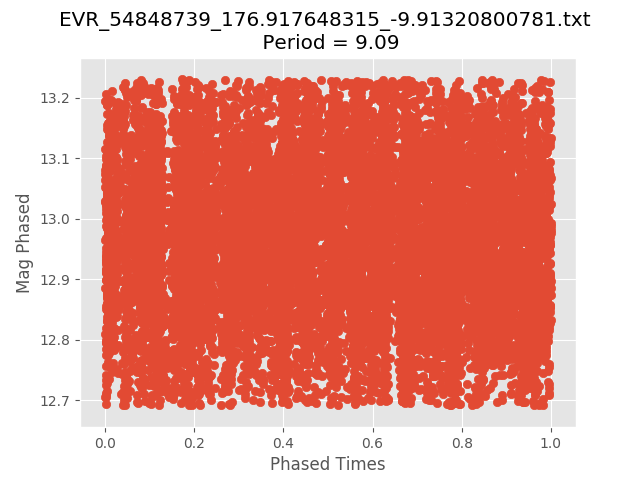 EVR_54848739_176.917648315_-9.91320800781.txt
Period = 9.09
13.2
13.1
13.0
12.9
12.8
12.7
Mag Phased
0.0 0.2 0.4 0.6 0.8 1.0
Phased Times